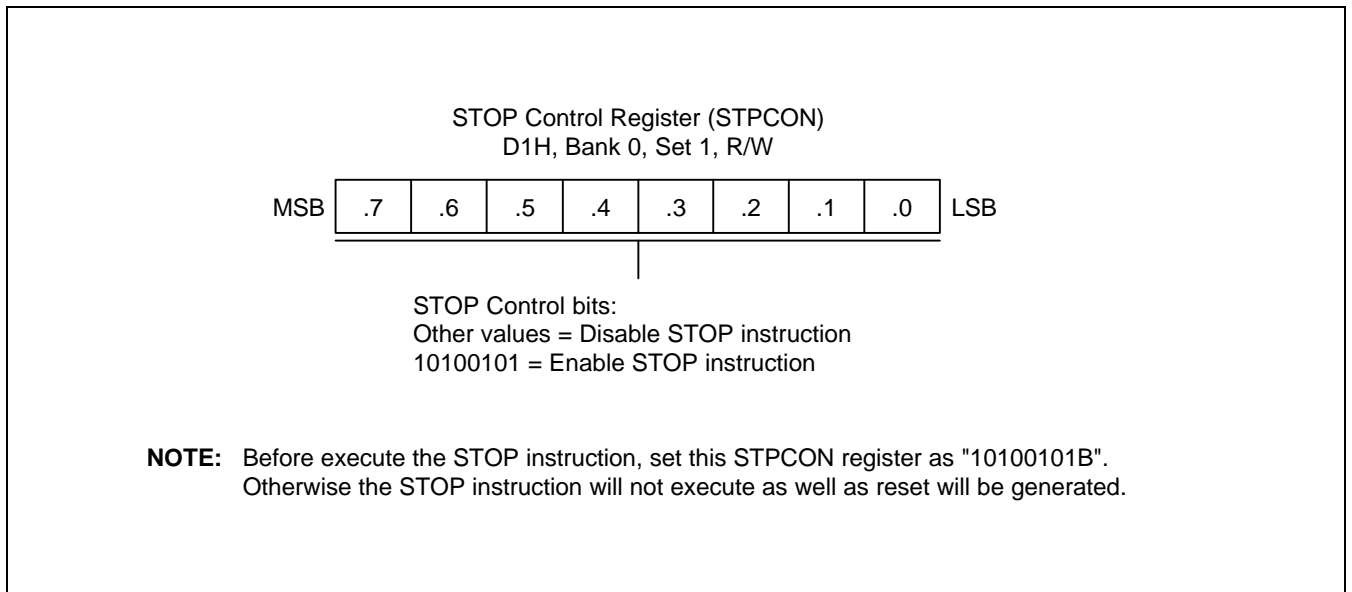 STOP Control Register (STPCON)
D1H, Bank 0, Set 1, R/W
MSB .7 .6 .5 .4 .3 .2 .1 .0 LSB
STOP Control bits:
Other values = Disable STOP instruction
10100101 = Enable STOP instruction
NOTE: Before execute the STOP instruction, set this STPCON register as "10100101B".
Otherwise the STOP instruction will not execute as well as reset will be generated.